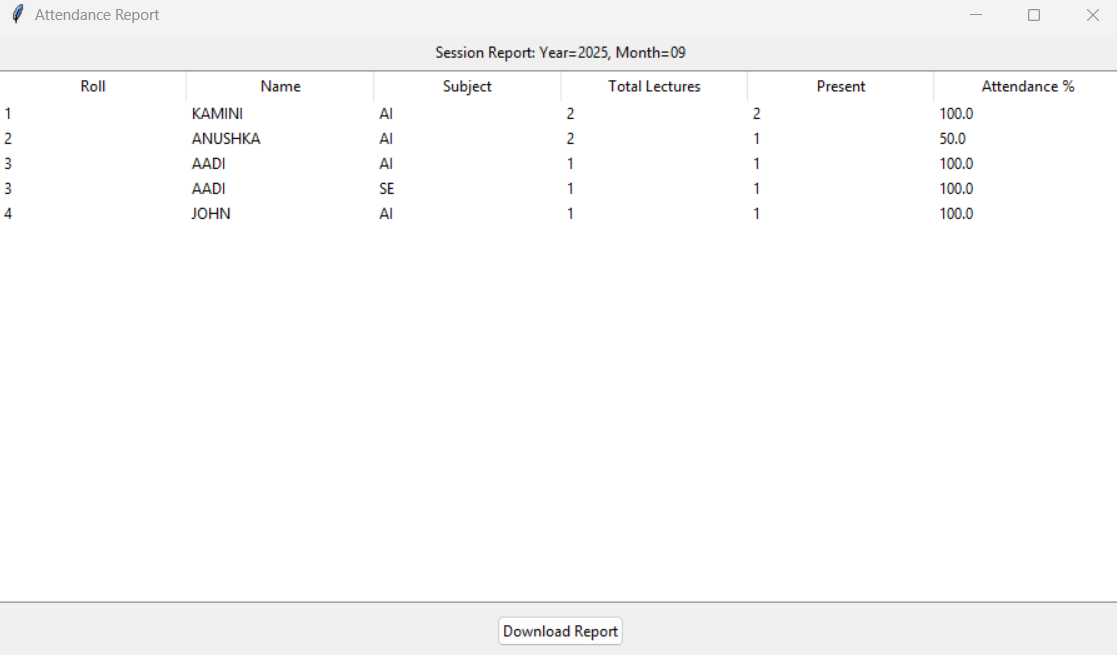 Attendance Report
Session Report: Year=2025, Month=09
Roll Name Subject Total Lectures Present Attendance %
1 KAMINI AI 2 2 100.0
2 ANUSHKA AI 2 1 50.0
3 AADI AI 1 1 100.0
3 AADI SE 1 1 100.0
4 JOHN AI 1 1 100.0
Download Report